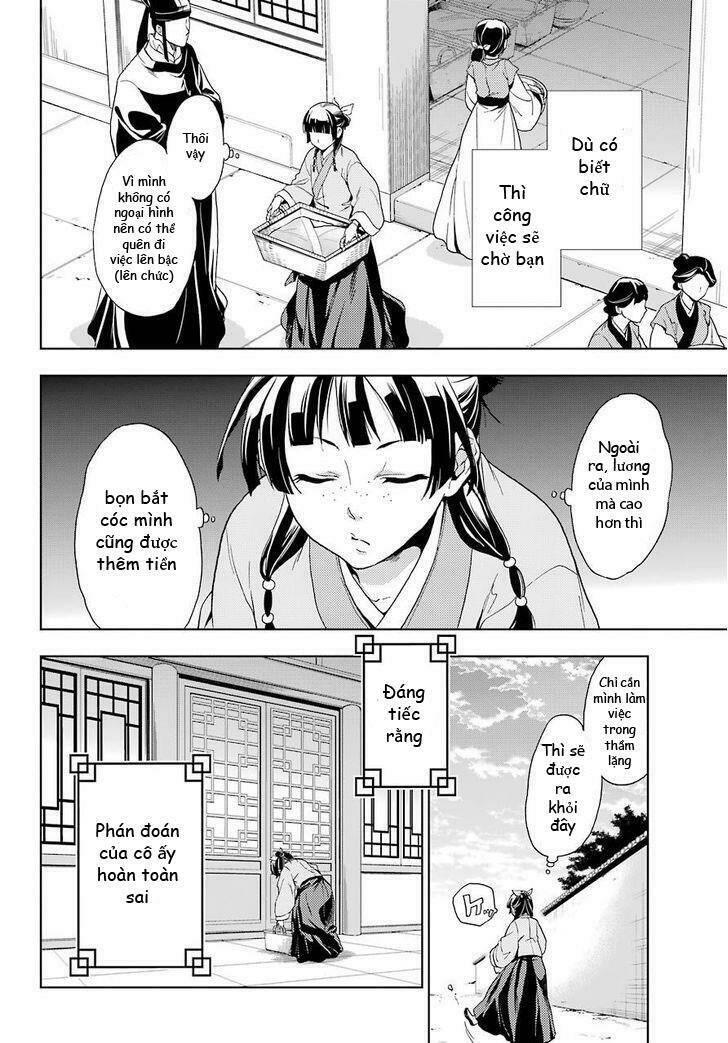 Dù có
biết
chữ
Thì
công
việc sẽ
chờ bạn
Thôi
vậy
Vì mình
không có
ngoại hình
nên có thể
quên đi
việc lên bậc
(lên chức)
Ngoài
ra, lương
của mình
mà cao
hơn thì
bọn bắt
cóc mình
cũng được
thêm tiền
Chỉ cần
mình làm
việc trong
thầm
lặng
Thì sẽ
được
ra
khỏi
đây
Đáng
tiếc
rằng
Phán đoán
của cô ấy
hoàn toàn
sai